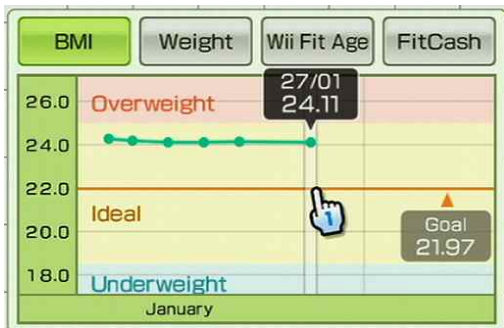 BMI Weight Wii Fit Age FitCash
27/01
24.11
26.0 Overweight
24.0
22.0
1
Ideal
20.0
Goal
21.97
18.0
Underweight
January